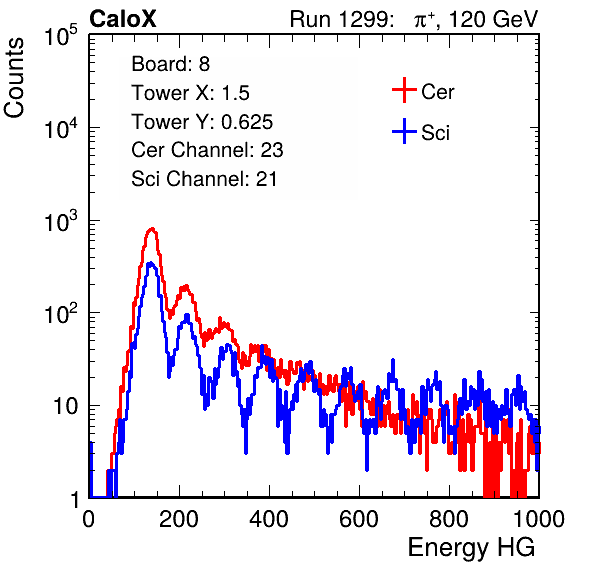 CaloX Run 1299: π⁺, 120 GeV
Counts
Board: 8
Tower X: 1.5
Tower Y: 0.625
Cer Channel: 23
Sci Channel: 21
Cer
Sci
10⁵
10⁴
10³
10²
10
1
0 200 400 600 800 1000
Energy HG